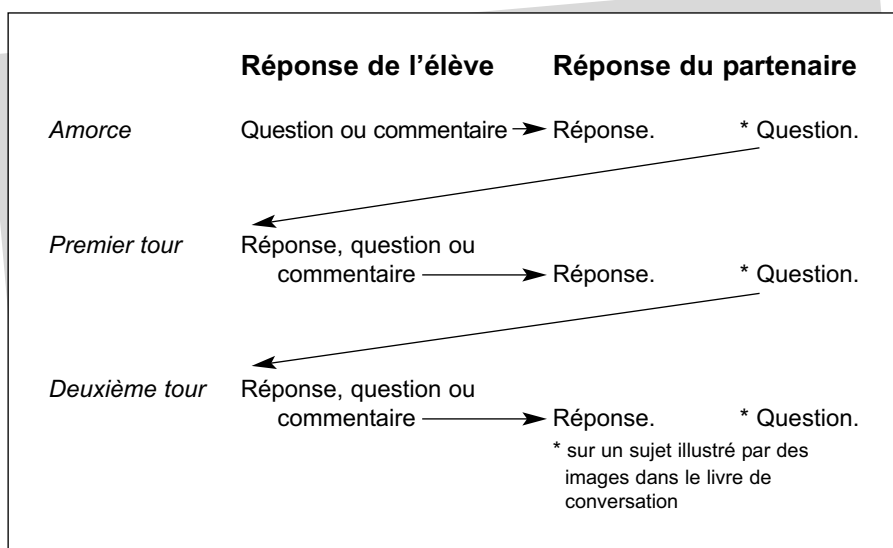 Réponse de l'élève Réponse du partenaire
Amorce Question ou commentaire Réponse. * Question.
Premier tour Réponse, question ou
commentaire Réponse. * Question.
Deuxième tour Réponse, question ou
commentaire Réponse. * Question.
* sur un sujet illustré par des
images dans le livre de
conversation